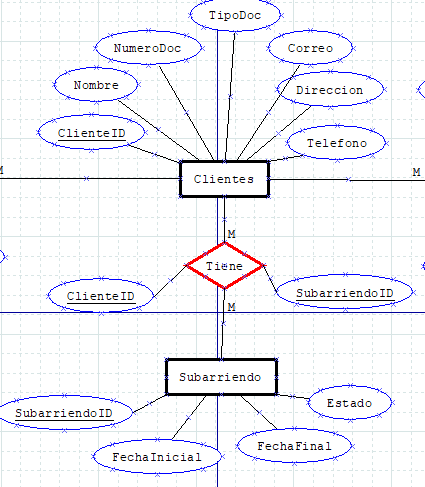 TipoDoc
NumeroDoc
Correo
Nombre
Direccion
ClienteID
Telefono
M
Clientes
M
M
Tiene
ClienteID
SubarriendoID
M
Subarriendo
SubarriendoID
Estado
FechaInicial
FechaFinal